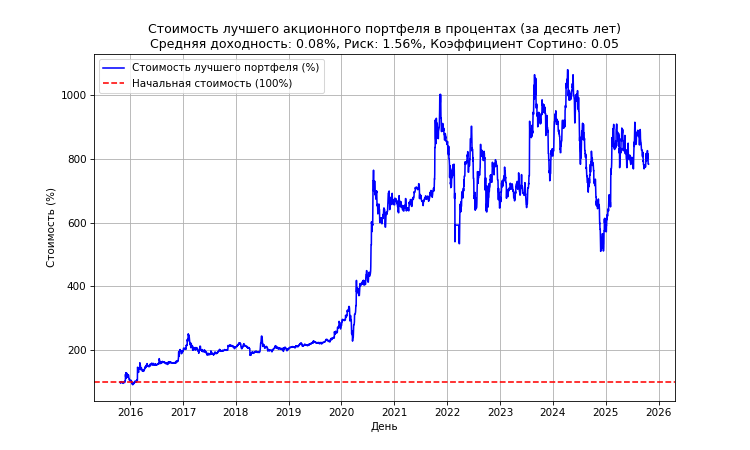 Стоимость лучшего акционного портфеля в процентах (за десять лет)
Средняя доходность: 0.08%, Риск: 1.56%, Коэффициент Сортино: 0.05
Стоимость лучшего портфеля (%)
Начальная стоимость (100%)
Стоимость (%)
1000
800
600
400
200
2016 2017 2018 2019 2020 2021 2022 2023 2024 2025 2026
День